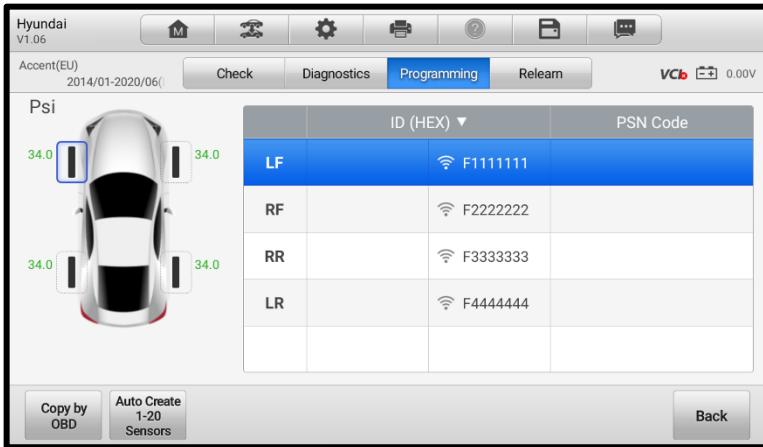 Hyundai
V1.06
M
?
Accent(EU)
2014/01-2020/06(
Check
Diagnostics
Programming
Relearn
VCI
0.00V
Psi
ID (HEX) ▼
PSN Code
34.0
34.0
LF
F1111111
RF
F2222222
34.0
34.0
RR
F3333333
LR
F4444444
Copy by
OBD
Auto Create
1-20
Sensors
Back